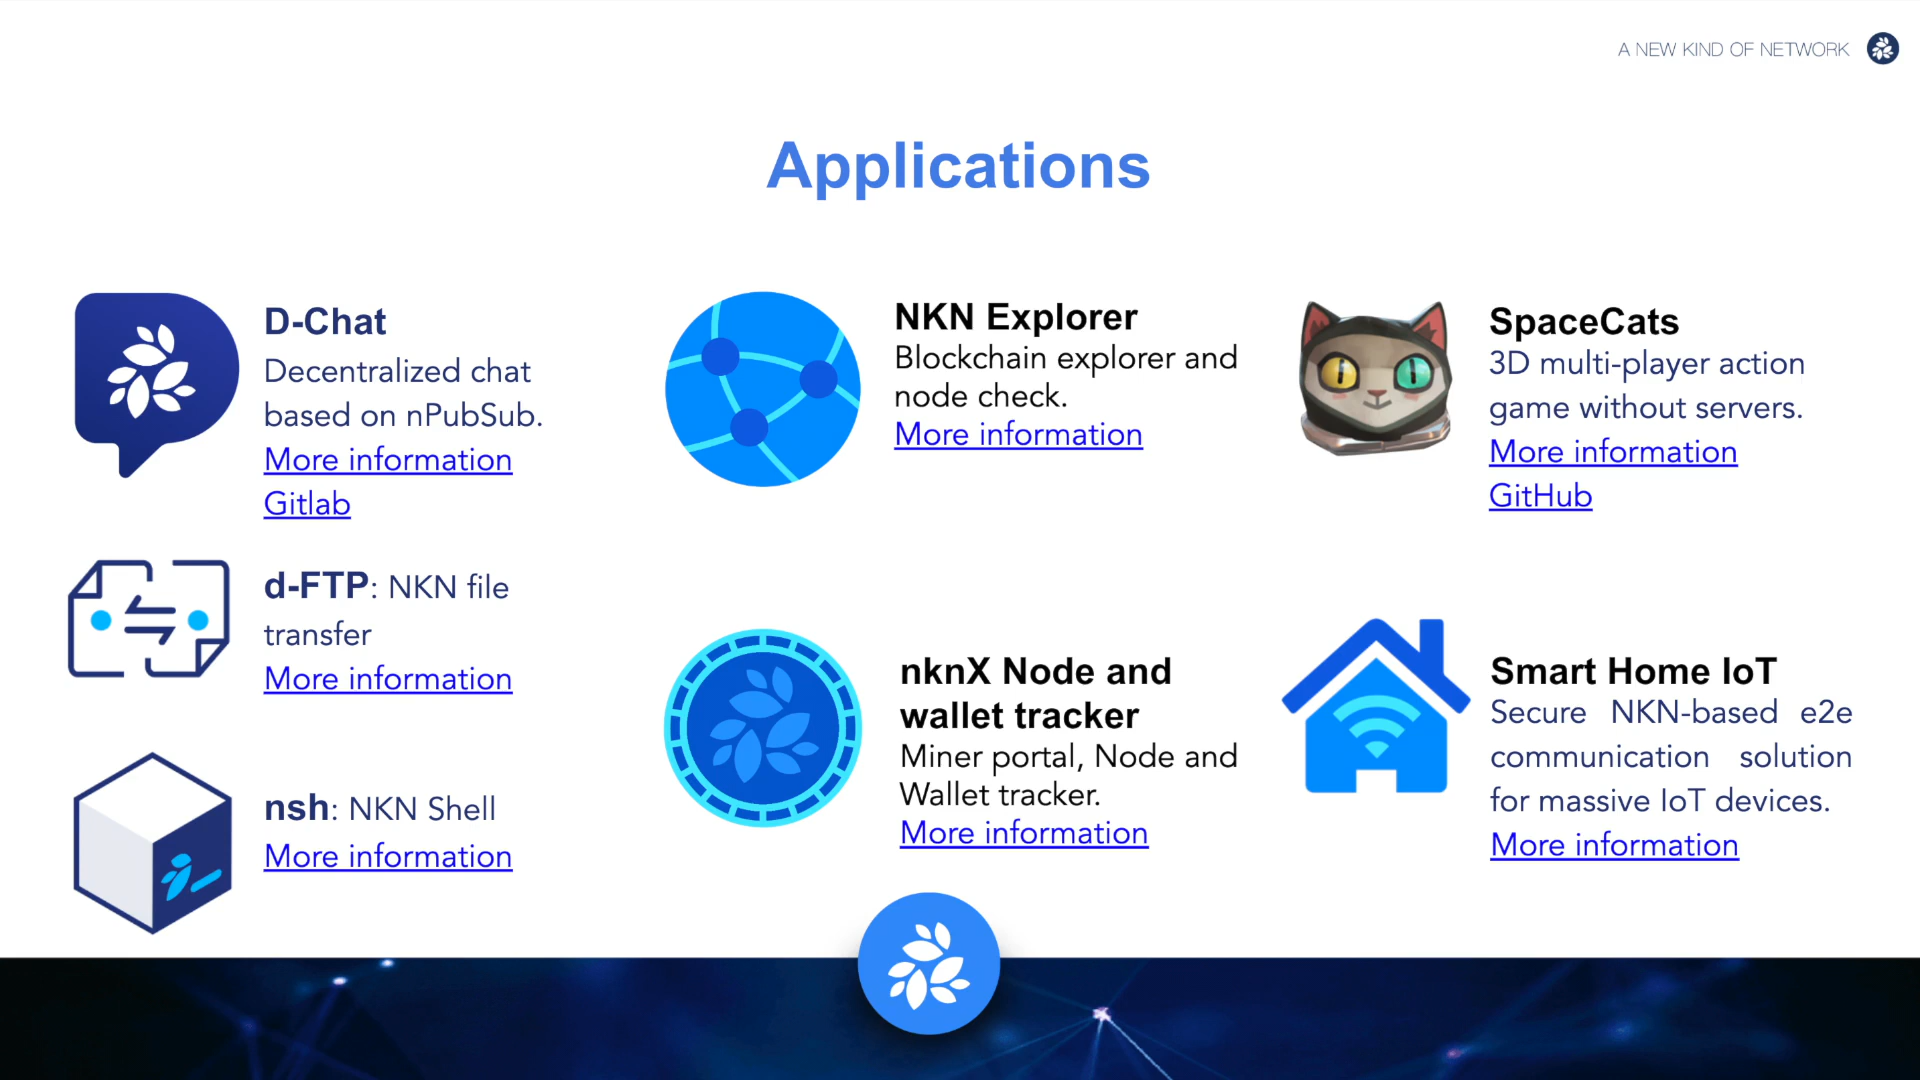 A NEW KIND OF NETWORK
Applications
D-Chat
Decentralized chat
based on nPubSub.
More information
Gitlab
d-FTP: NKN file
transfer
More information
nsh: NKN Shell
More information
NKN Explorer
Blockchain explorer and
node check.
More information
nknX Node and
wallet tracker
Miner portal, Node and
Wallet tracker.
More information
SpaceCats
3D multi-player action
game without servers.
More information
GitHub
Smart Home IoT
Secure NKN-based e2e
communication solution
for massive IoT devices.
More information